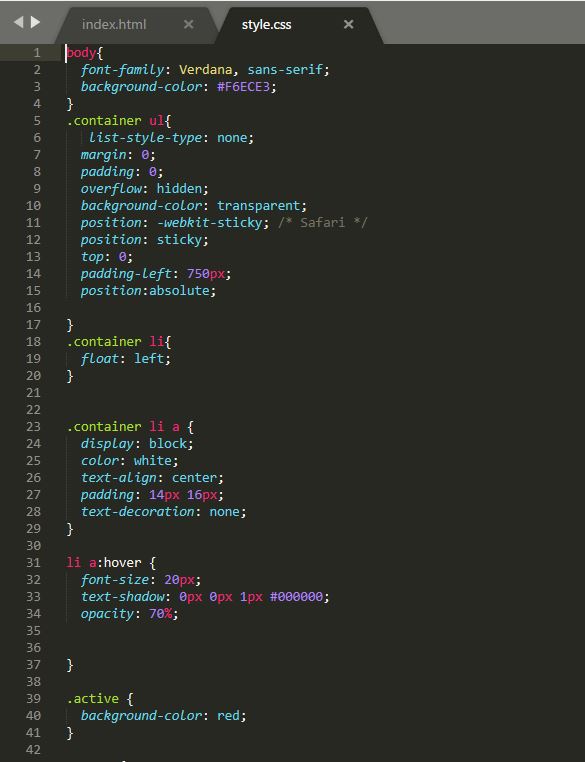 index.html × style.css ×
1 body{
2 font-family: Verdana, sans-serif;
3 background-color: #F6ECE3;
4 }
5 .container ul{
6 list-style-type: none;
7 margin: 0;
8 padding: 0;
9 overflow: hidden;
10 background-color: transparent;
11 position: -webkit-sticky; /* Safari */
12 position: sticky;
13 top: 0;
14 padding-left: 750px;
15 position:absolute;
16
17 }
18 .container li{
19 float: left;
20 }
21
22
23 .container li a {
24 display: block;
25 color: white;
26 text-align: center;
27 padding: 14px 16px;
28 text-decoration: none;
29 }
30
31 li a:hover {
32 font-size: 20px;
33 text-shadow: 0px 0px 1px #000000;
34 opacity: 70%;
35
36
37 }
38
39 .active {
40 background-color: red;
41 }
42